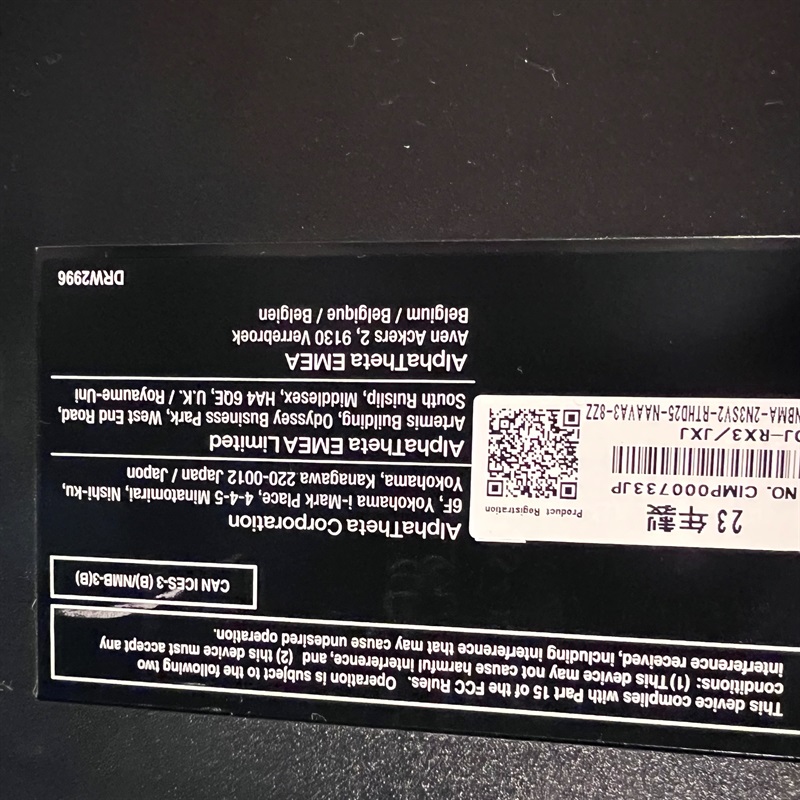 This device complies with Part 15 of the FCC Rules. Operation is subject to the following two
conditions: (1) This device may not cause harmful interference, and (2) this device must accept any
interference received, including interference that may cause undesired operation.
CAN ICES-3 (B)/NMB-3(B)
23 年製
NO. CIMP000733JP
DJ-RX3/JXJ
NBMA-2N3SV2-RTHD25-NAAYA3-8ZZ
Product Registration
AlphaTheta Corporation
6F, Yokohama i-Mark Place, 4-4-5 Minatomirai, Nishi-ku,
Yokohama, Kanagawa 220-0012 Japan / Japon
AlphaTheta EMEA Limited
Artemis Building, Odyssey Business Park, West End Road,
South Ruislip, Middlesex, HA4 6QE, U.K. / Royaume-Uni
AlphaTheta EMEA
Aven Ackers 2, 9130 Verrebroek
Belgium / Belgique / Belgien
DRW2996